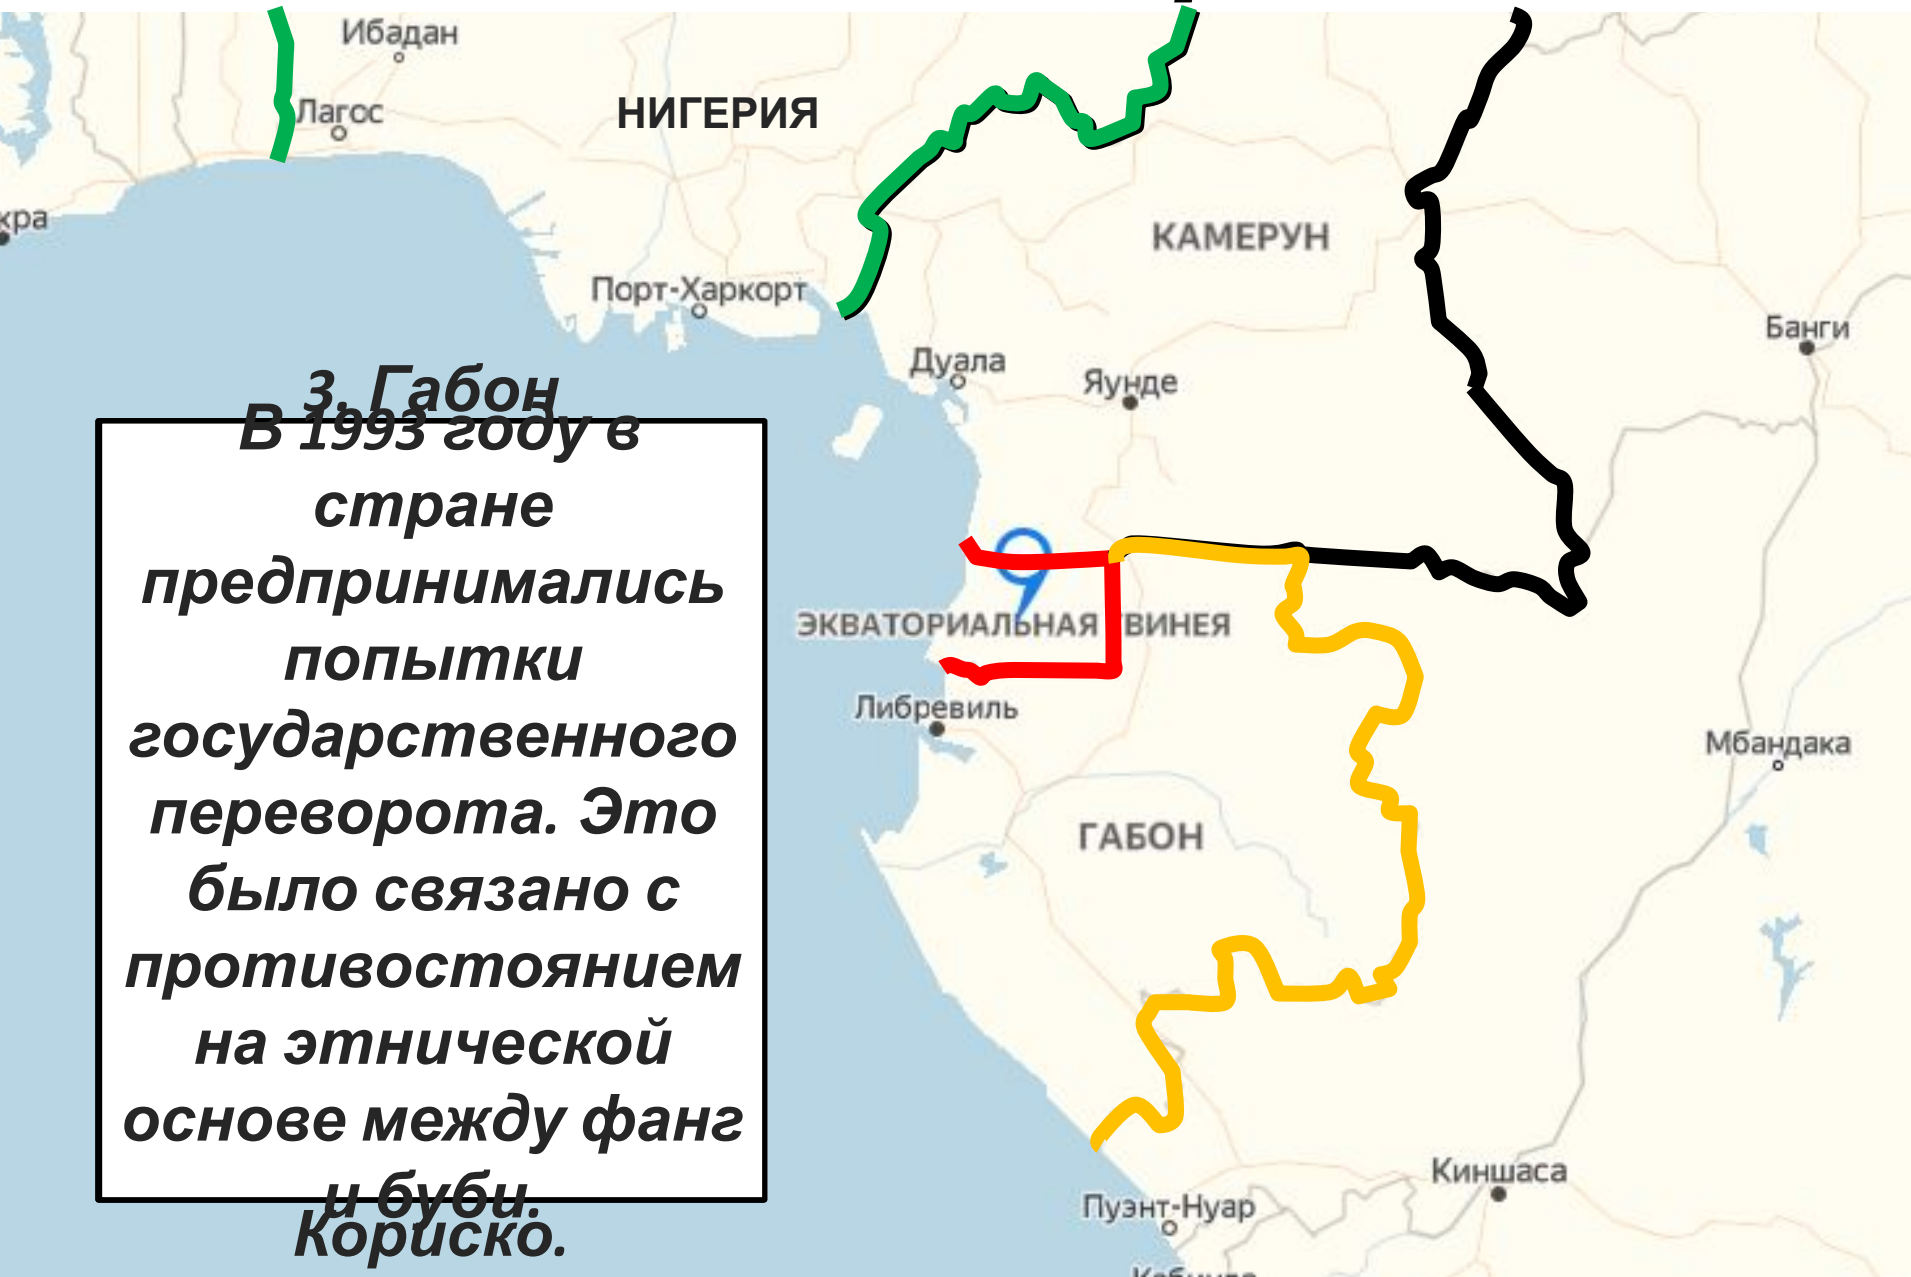 Ибадан
Лагос
НИГЕРИЯ
кра
КАМЕРУН
Порт-Харкорт
Банги
Дуала
Яунде
3. Габон
В 1993 году в
стране
предпринимались
попытки
государственного
переворота. Это
было связано с
противостоянием
на этнической
основе между фанг
и буби.
Кориско.
ЭКВАТОРИАЛЬНАЯ ВИНЕЯ
Либревиль
Мбандака
ГАБОН
Киншаса
Пуэнт-Нуар